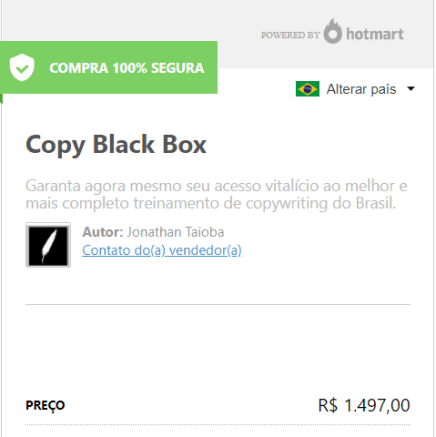 POWERED BY hotmart
COMPRA 100% SEGURA
Alterar país
Copy Black Box
Garanta agora mesmo seu acesso vitalício ao melhor e
mais completo treinamento de copywriting do Brasil.
Autor: Jonathan Taioba
Contato do(a) vendedor(a)
PREÇO R$ 1.497,00